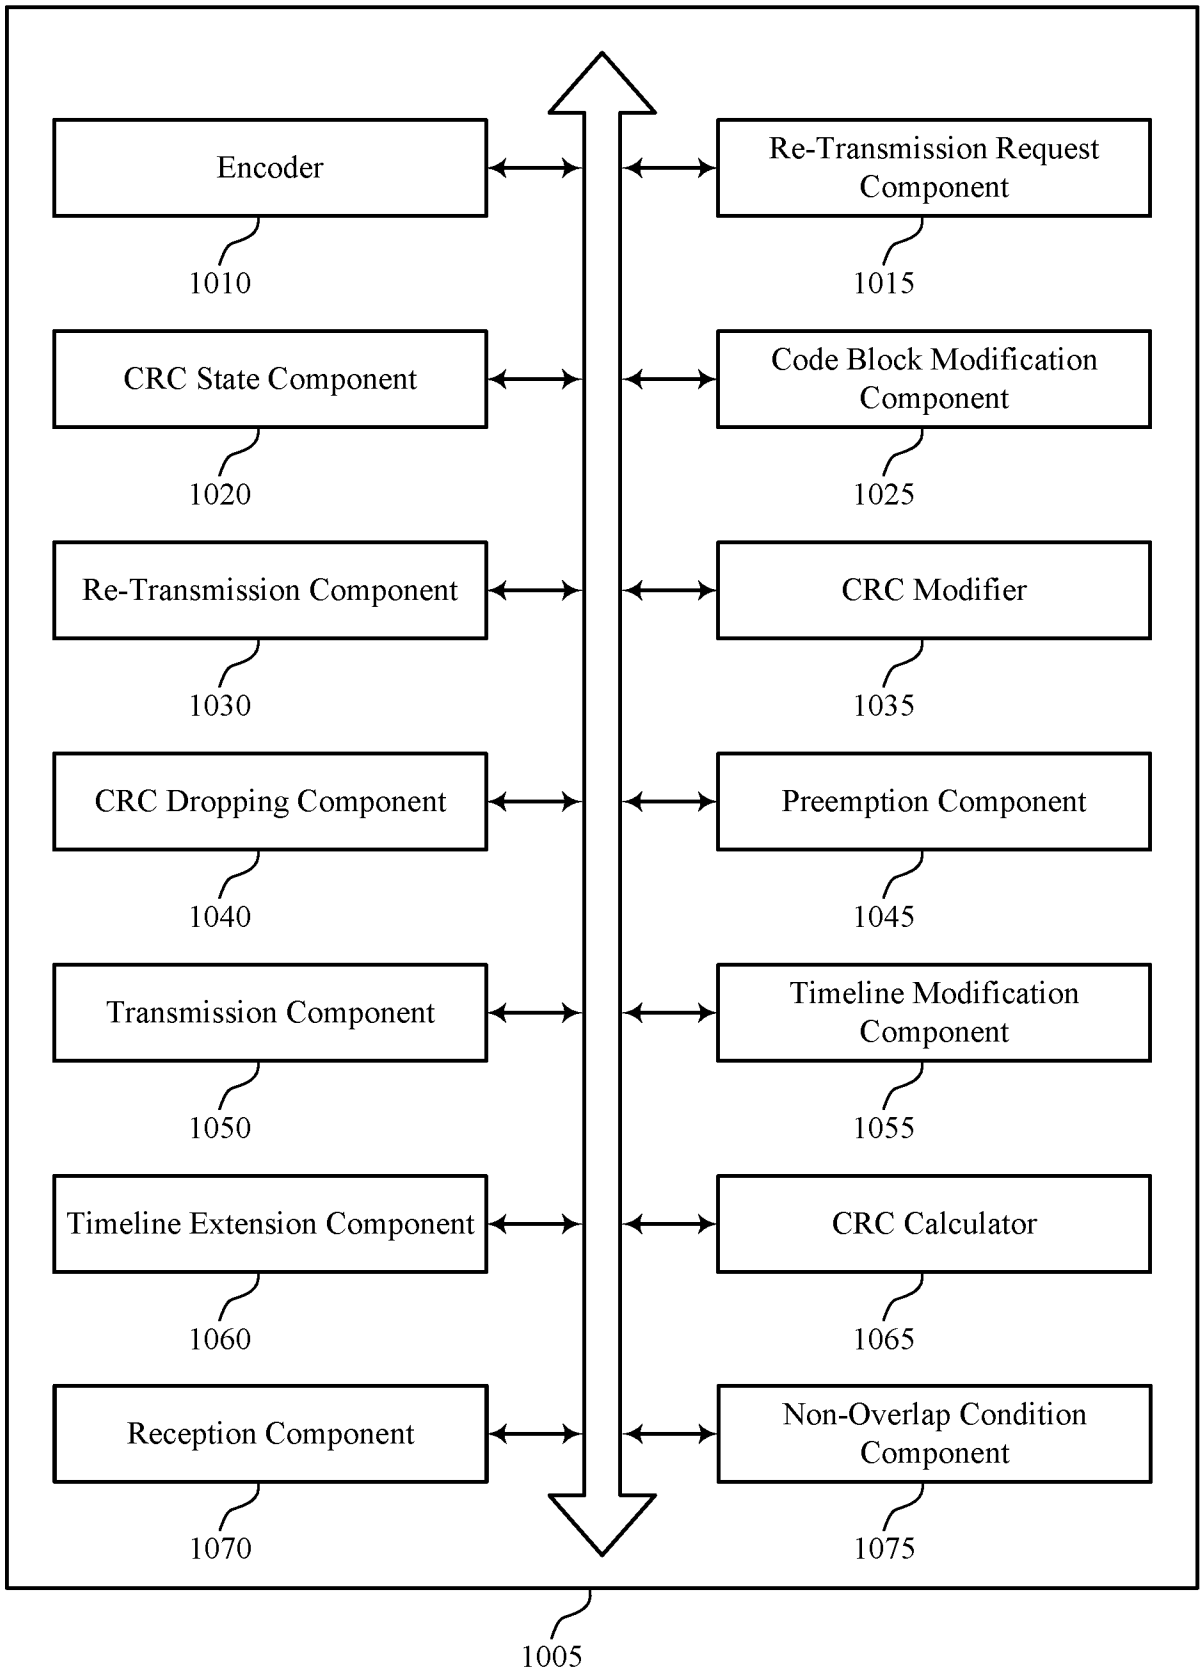 Encoder
1010
Re-Transmission Request
Component
1015
CRC State Component
1020
Code Block Modification
Component
1025
Re-Transmission Component
1030
CRC Modifier
1035
CRC Dropping Component
1040
Preemption Component
1045
Transmission Component
1050
Timeline Modification
Component
1055
Timeline Extension Component
1060
CRC Calculator
1065
Reception Component
1070
Non-Overlap Condition
Component
1075
1005